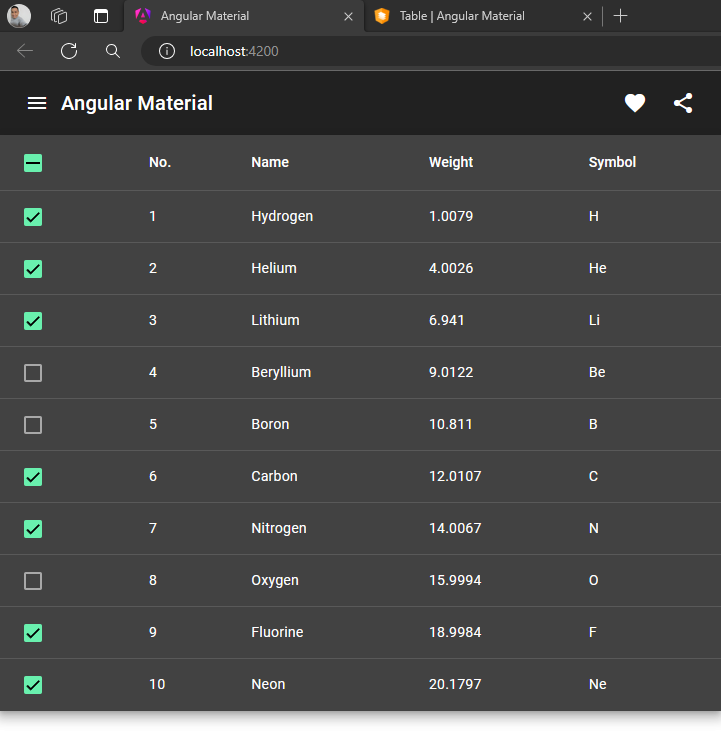 Angular Material
Table | Angular Material
localhost:4200
Angular Material
No. Name Weight Symbol
1 Hydrogen 1.0079 H
2 Helium 4.0026 He
3 Lithium 6.941 Li
4 Beryllium 9.0122 Be
5 Boron 10.811 B
6 Carbon 12.0107 C
7 Nitrogen 14.0067 N
8 Oxygen 15.9994 O
9 Fluorine 18.9984 F
10 Neon 20.1797 Ne